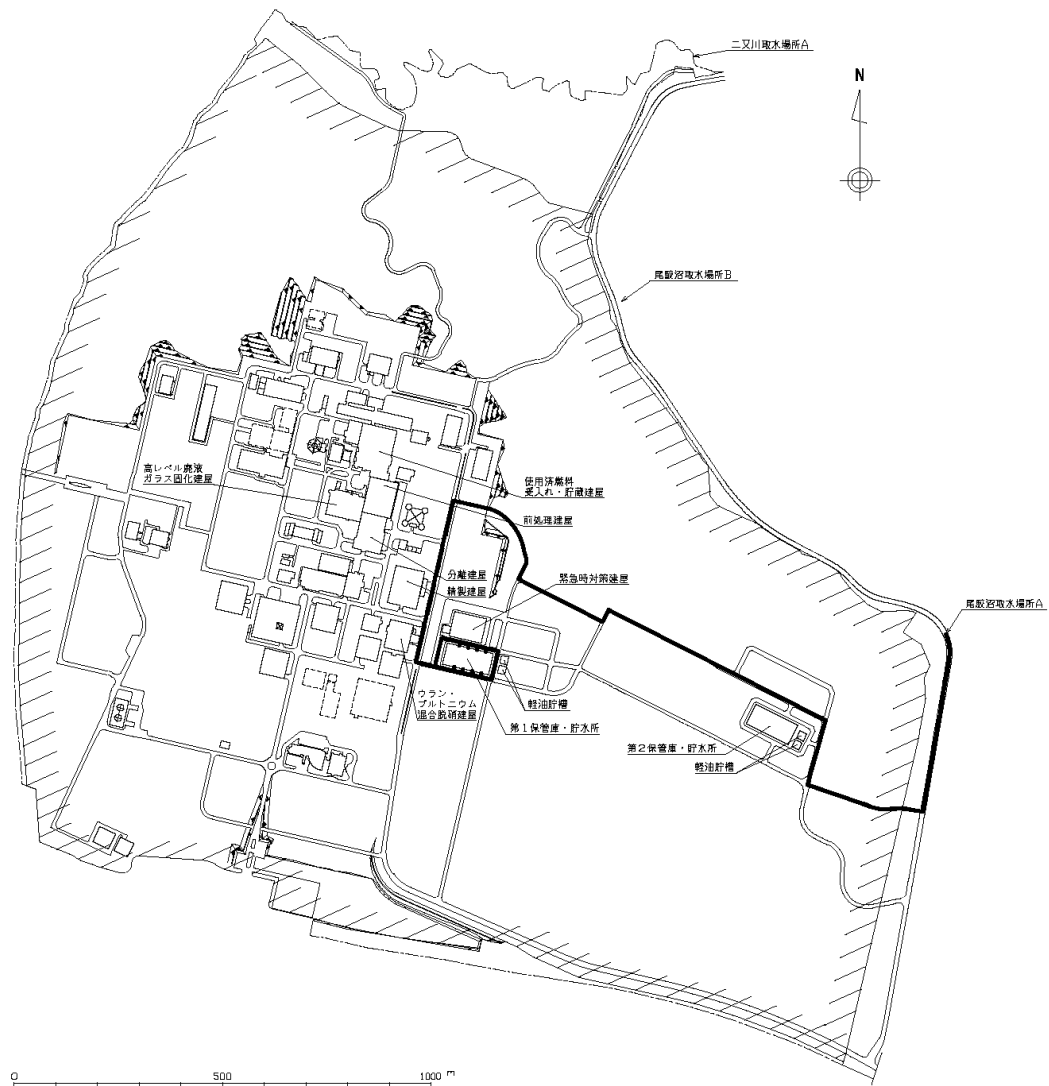 二又川取水場所A
N
尾駮沼取水場所B
高レベル廃液
ガラス固化建屋
使用済燃料
受入れ・貯蔵建屋
前処理建屋
分離建屋
精製建屋
緊急時対策建屋
尾駮沼取水場所A
ウラン・
プルトニウム
混合脱硝建屋
軽油貯槽
第1保管庫・貯水所
第2保管庫・貯水所
軽油貯槽
0 500 1000 m